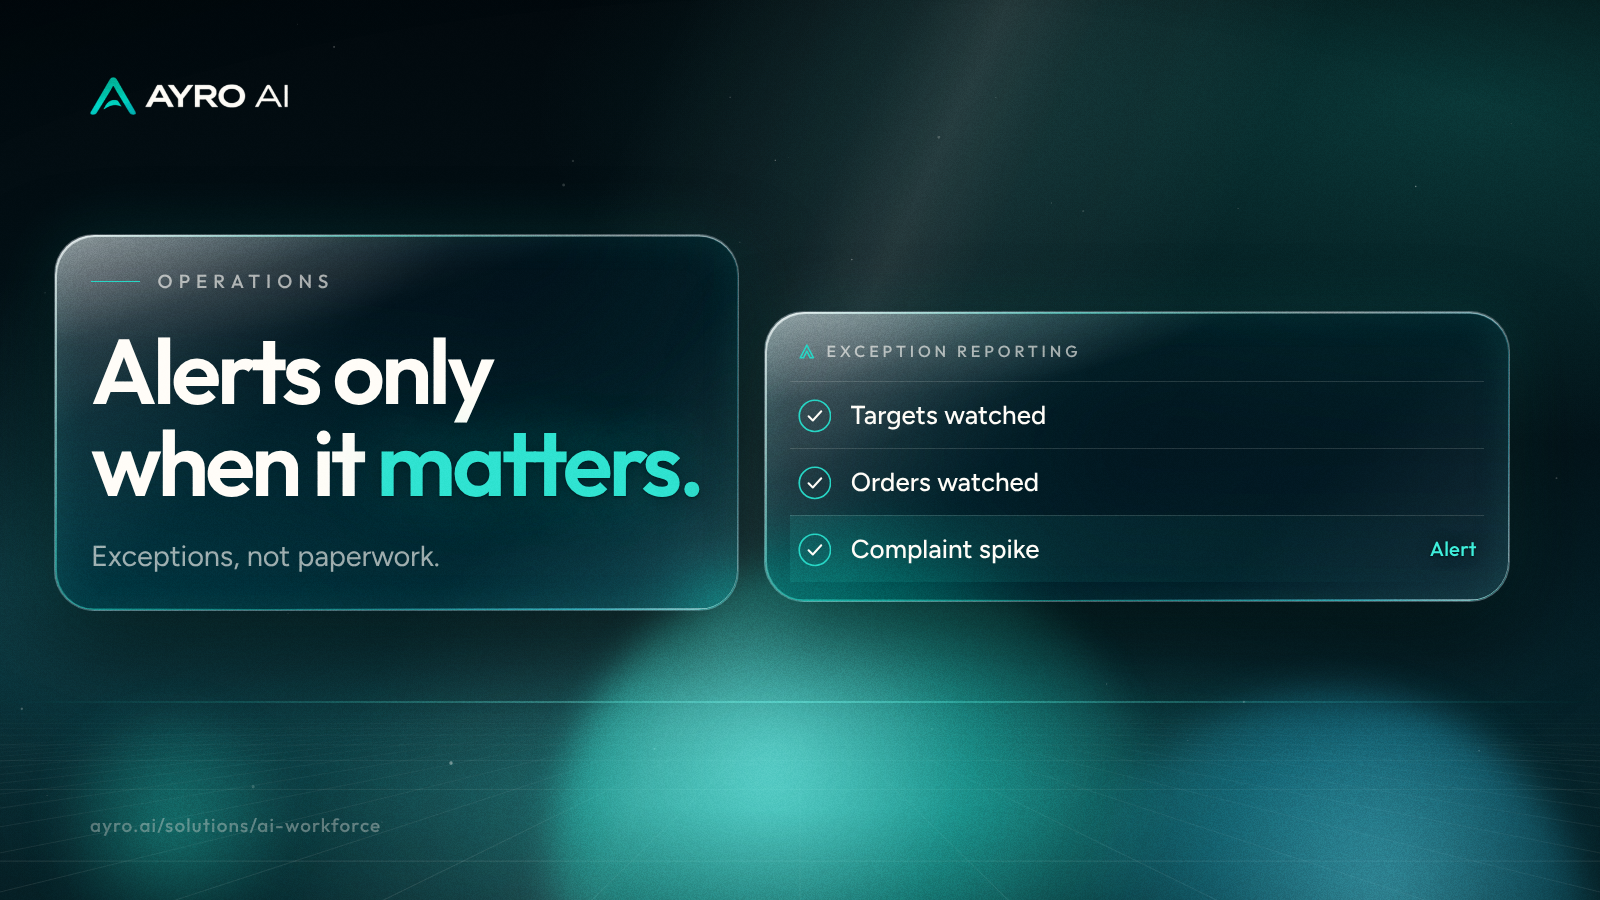 AYRO AI
OPERATIONS
Alerts only
when it matters.
Exceptions, not paperwork.
EXCEPTION REPORTING
Targets watched
Orders watched
Complaint spike
Alert
ayro.ai/solutions/ai-workforce